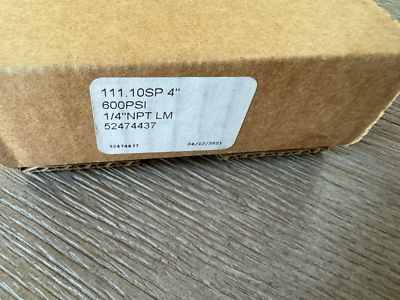 111.10SP 4"
600PSI
1/4"NPT LM
52474437
52474437 04/12/2021